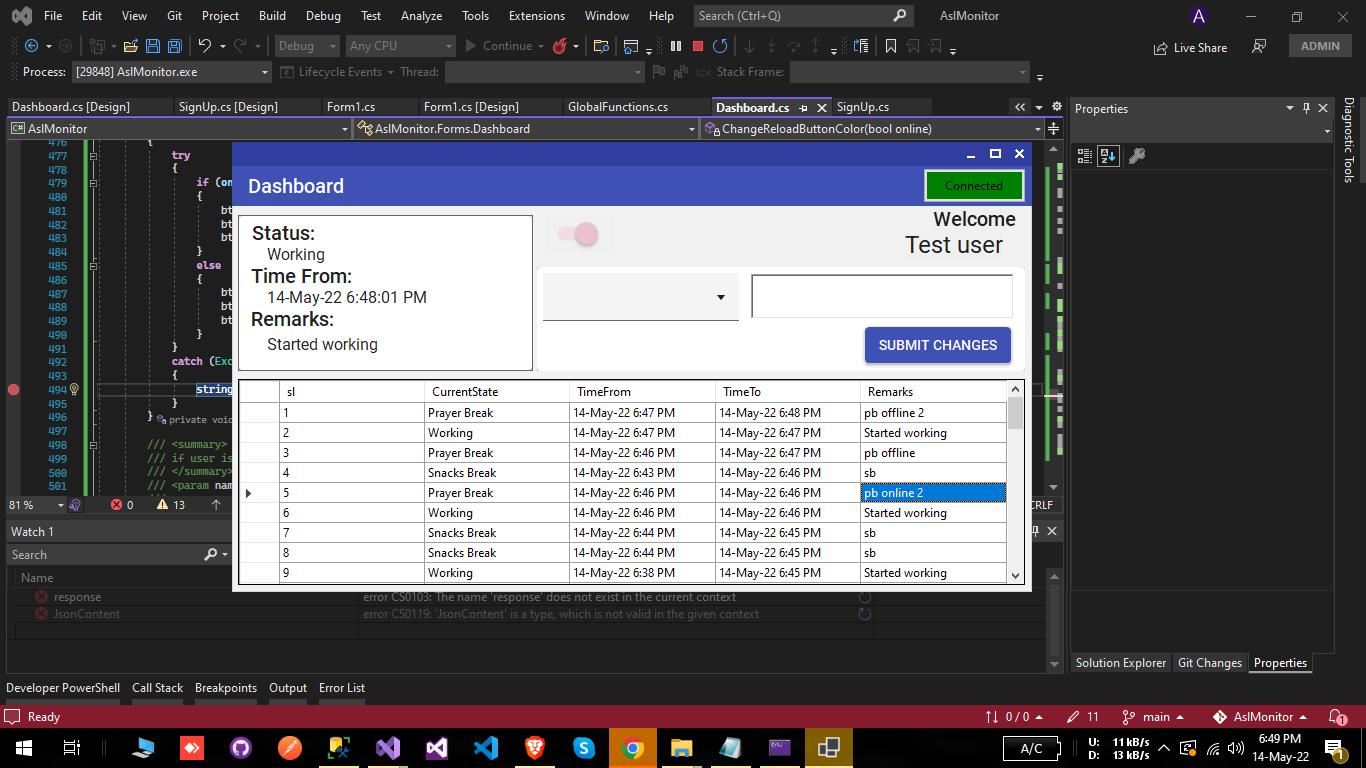 File Edit View Git Project Build Debug Test Analyze Tools Extensions Window Help Search (Ctrl+Q) AslMonitor A
Debug Any CPU Continue Live Share ADMIN
Process: [29848] AslMonitor.exe Lifecycle Events Thread: Stack Frame:
Dashboard.cs [Design] SignUp.cs [Design] Form1.cs Form1.cs [Design] GlobalFunctions.cs Dashboard.cs SignUp.cs
Properties
Diagnostic Tools
AslMonitor AslMonitor.Forms.Dashboard ChangeReloadButtonColor(bool online)
476 {
477 try
478 {
479 if (on
480 {
481 bt
482 bt
483 bt
484 }
485 else
486 {
487 bt
488 bt
489 bt
490 }
491 }
492 catch (Exc
493 {
494 string
495 }
496 } private void
497
498 /// <summary>
499 /// if user is
500 /// </summary>
501 /// <param nam
Dashboard Connected
Welcome
Test user
Status:
Working
Time From:
14-May-22 6:48:01 PM
Remarks:
Started working
SUBMIT CHANGES
sl CurrentState TimeFrom TimeTo Remarks
1 Prayer Break 14-May-22 6:47 PM 14-May-22 6:48 PM pb offline 2
2 Working 14-May-22 6:47 PM 14-May-22 6:47 PM Started working
3 Prayer Break 14-May-22 6:46 PM 14-May-22 6:47 PM pb offline
4 Snacks Break 14-May-22 6:43 PM 14-May-22 6:46 PM sb
5 Prayer Break 14-May-22 6:46 PM 14-May-22 6:46 PM pb online 2
6 Working 14-May-22 6:46 PM 14-May-22 6:46 PM Started working
7 Snacks Break 14-May-22 6:44 PM 14-May-22 6:45 PM sb
8 Snacks Break 14-May-22 6:44 PM 14-May-22 6:45 PM sb
9 Working 14-May-22 6:38 PM 14-May-22 6:45 PM Started working
81 % 0 13 CRLF
Watch 1
Search
Name
response error CS0103: The name 'response' does not exist in the current context
JsonContent error CS0119: 'JsonContent' is a type, which is not valid in the given context
Solution Explorer Git Changes Properties
Developer PowerShell Call Stack Breakpoints Output Error List
Ready 0 / 0 11 main AslMonitor 1
A/C U: 11 kB/s 6:49 PM
D: 13 kB/s 14-May-22 1